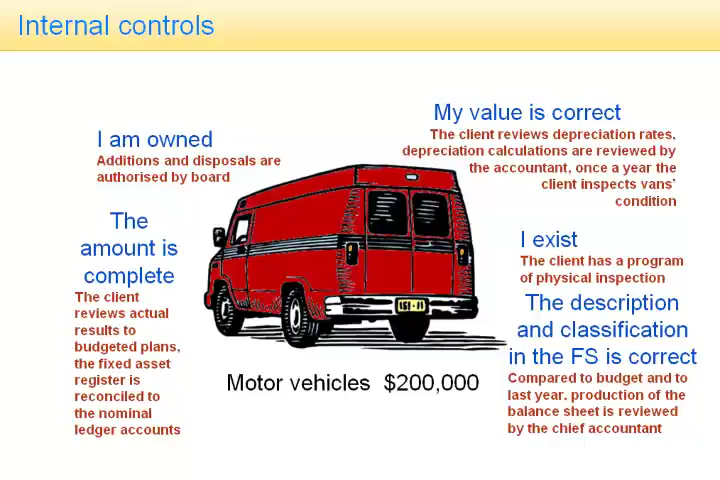 Internal controls
I am owned
Additions and disposals are
authorised by board
My value is correct
The client reviews depreciation rates,
depreciation calculations are reviewed by
the accountant, once a year the
client inspects vans'
condition
The
amount is
complete
The client
reviews actual
results to
budgeted plans,
the fixed asset
register is
reconciled to
the nominal
ledger accounts
I exist
The client has a program
of physical inspection
The description
and classification
in the FS is correct
Compared to budget and to
last year. production of the
balance sheet is reviewed
by the chief accountant
Motor vehicles $200,000